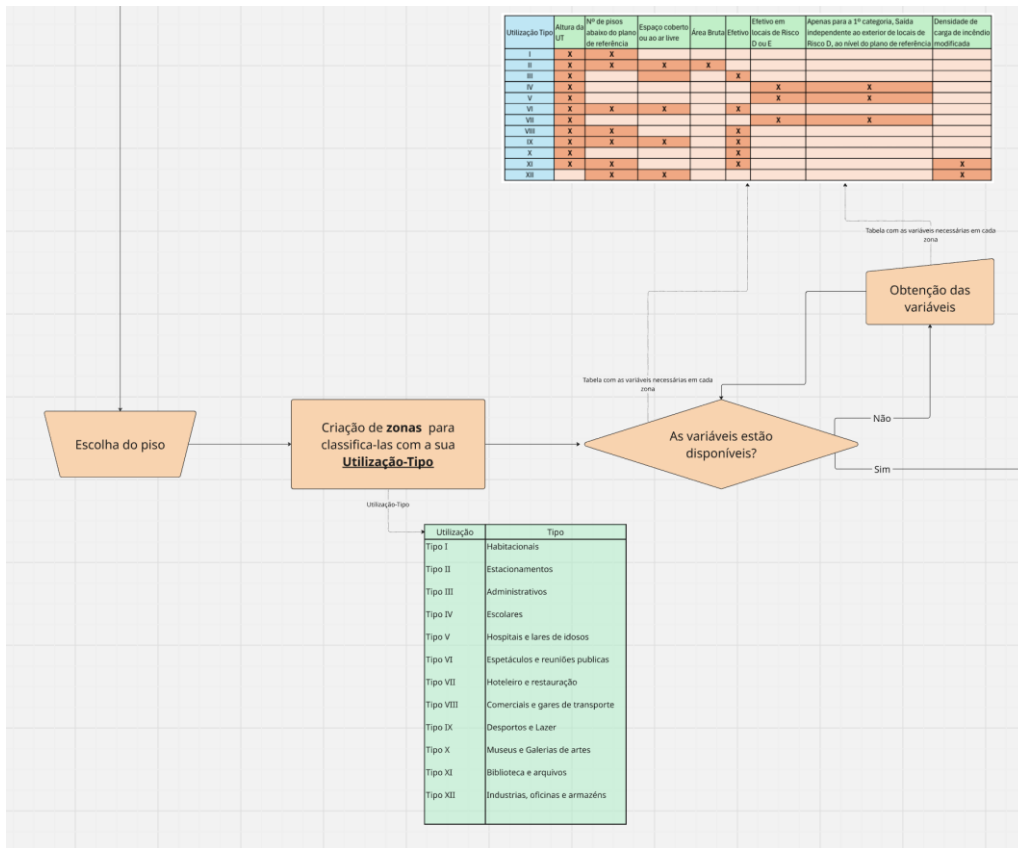 Utilização Tipo | Altura da UT | Nº de pisos abaixo do plano de referência | Espaço coberto ou ao ar livre | Área Bruta | Efetivo | Efetivo em locais de Risco D ou E | Apenas para a 1º categoria, Saída independente ao exterior de locais de Risco D, ao nível do plano de referência | Densidade de carga de incêndio modificada
I | X | X | | | | | |
II | X | X | X | X | | | |
III | X | | | | X | | |
IV | X | | | | | X | X |
V | X | | | | | X | X |
VI | X | X | X | | X | | |
VII | X | | | | | X | X |
VIII | X | X | | | X | | |
IX | X | X | X | | X | | |
X | X | | | | X | | |
XI | X | X | | | X | | | X
XII | | X | X | | | | | X
Tabela com as variáveis necessárias em cada
zona
Obtenção das
variáveis
Tabela com as variáveis necessárias em cada
zona
Escolha do piso
Criação de zonas para
classifica-las com a sua
Utilização-Tipo
As variáveis estão
disponíveis?
Não
Sim
Utilização-Tipo
Utilização | Tipo
Tipo I | Habitacionais
Tipo II | Estacionamentos
Tipo III | Administrativos
Tipo IV | Escolares
Tipo V | Hospitais e lares de idosos
Tipo VI | Espetáculos e reuniões publicas
Tipo VII | Hoteleiro e restauração
Tipo VIII | Comerciais e gares de transporte
Tipo IX | Desportos e Lazer
Tipo X | Museus e Galerias de artes
Tipo XI | Biblioteca e arquivos
Tipo XII | Industrias, oficinas e armazéns